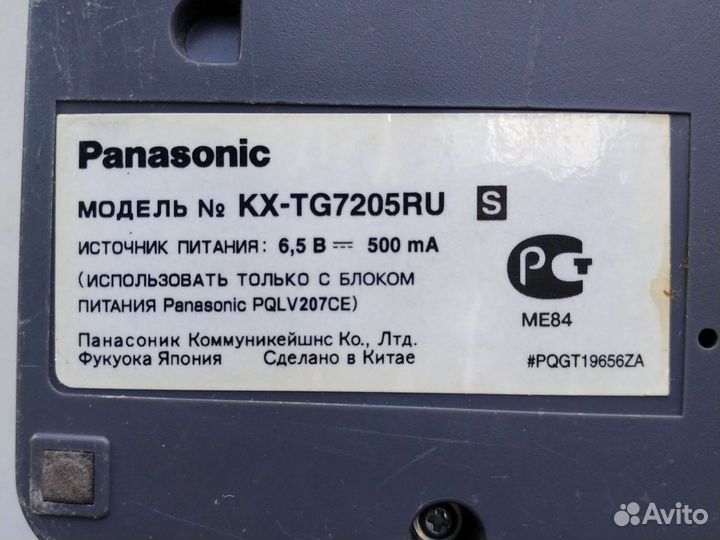 Panasonic
МОДЕЛЬ № KX-TG7205RU S
ИСТОЧНИК ПИТАНИЯ: 6,5 В ⎓ 500 mA
(ИСПОЛЬЗОВАТЬ ТОЛЬКО С БЛОКОМ
ПИТАНИЯ Panasonic PQLV207CE)
РСТ
ME84
Панасоник Коммуникейшнс Ко., Лтд.
Фукуока Япония Сделано в Китае
#PQGT19656ZA
Avito